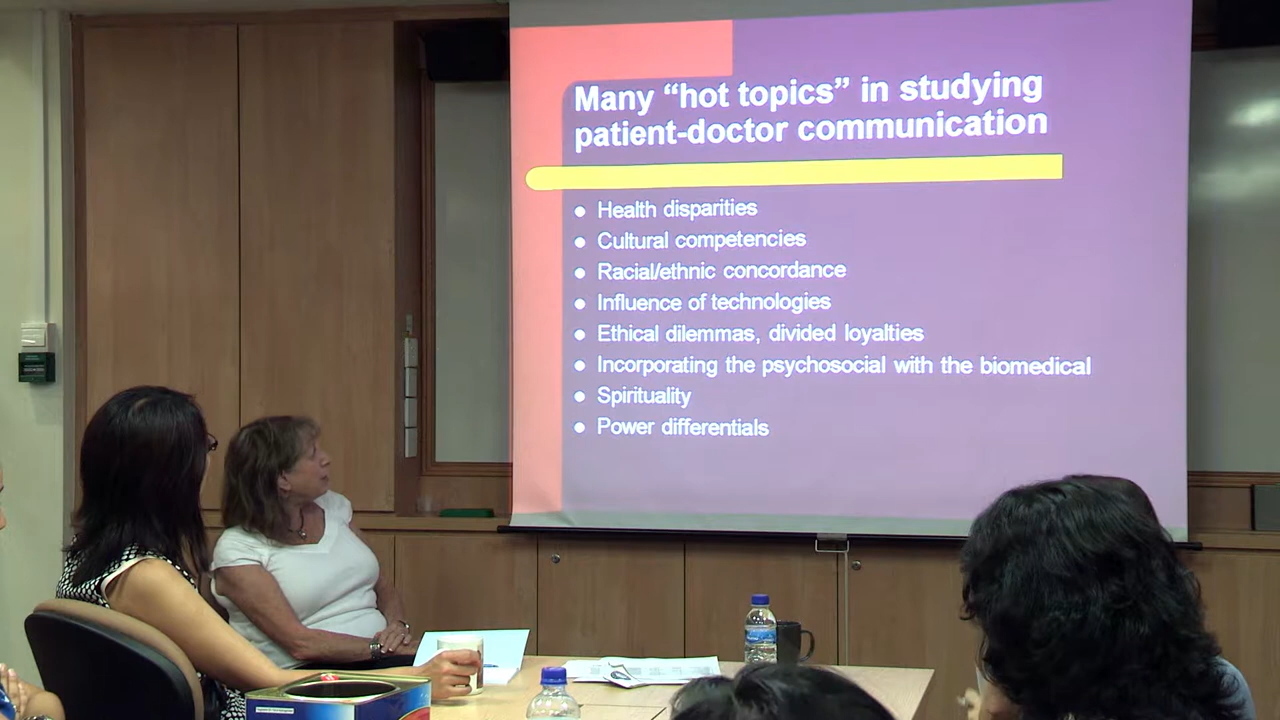 Many “hot topics” in studying
patient-doctor communication
Health disparities
Cultural competencies
Racial/ethnic concordance
Influence of technologies
Ethical dilemmas, divided loyalties
Incorporating the psychosocial with the biomedical
Spirituality
Power differentials